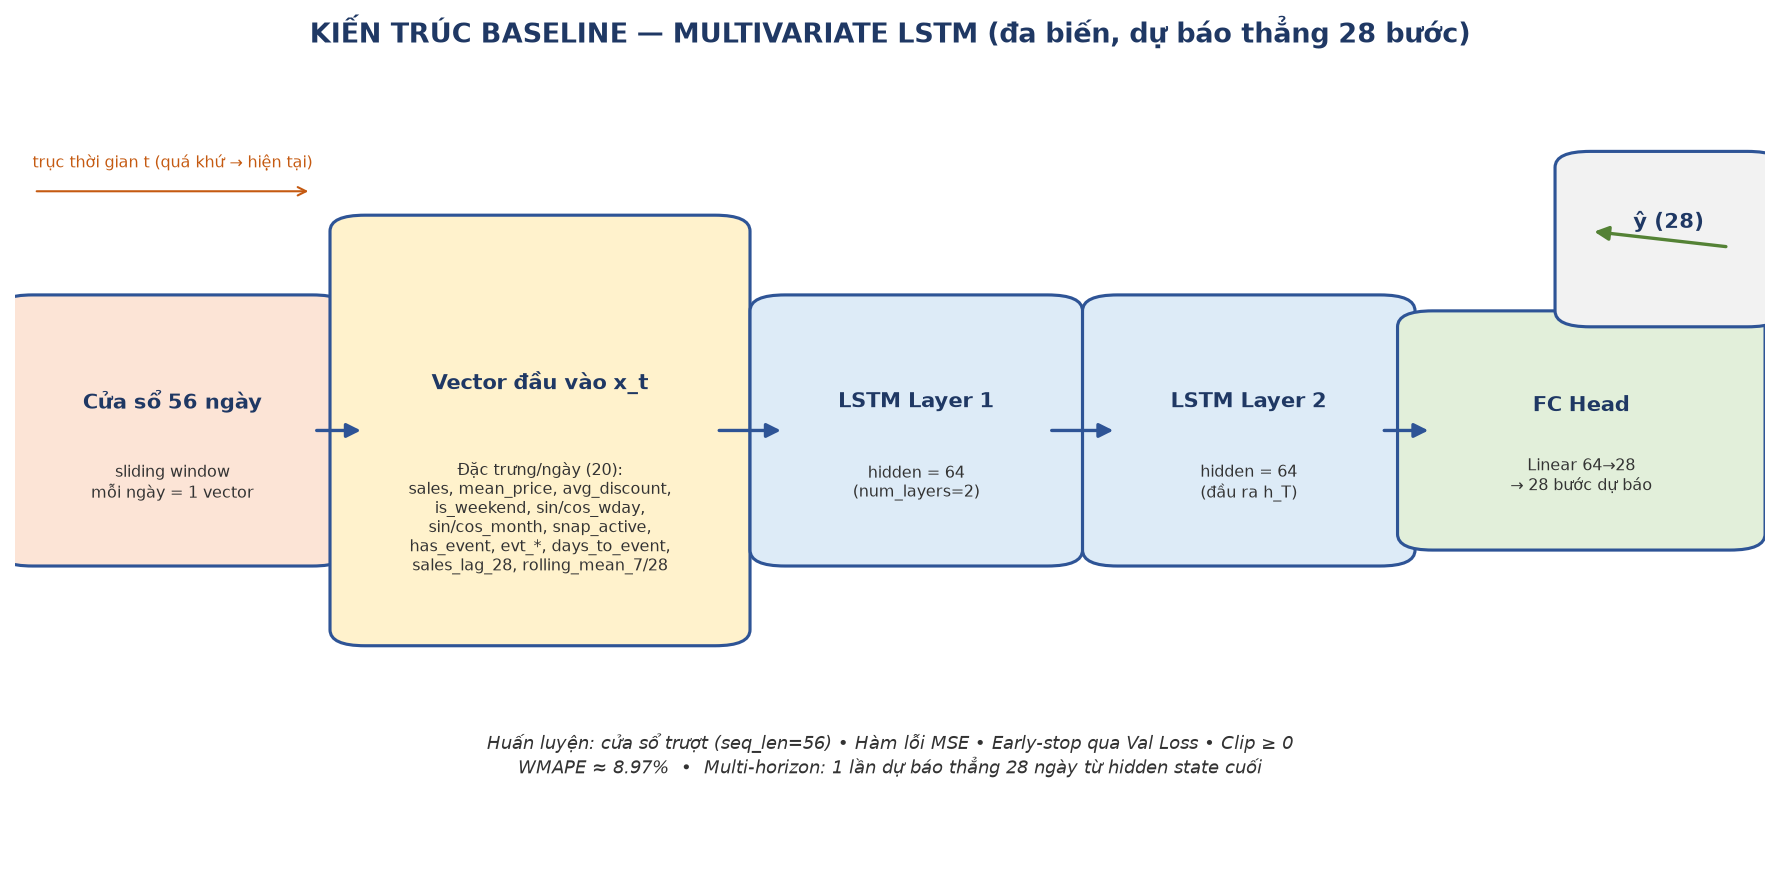 KIẾN TRÚC BASELINE — MULTIVARIATE LSTM (đa biến, dự báo thẳng 28 bước)
trục thời gian t (quá khứ → hiện tại)
Cửa sổ 56 ngày
sliding window
mỗi ngày = 1 vector
Vector đầu vào x_t
Đặc trưng/ngày (20):
sales, mean_price, avg_discount,
is_weekend, sin/cos_wday,
sin/cos_month, snap_active,
has_event, evt_*, days_to_event,
sales_lag_28, rolling_mean_7/28
LSTM Layer 1
hidden = 64
(num_layers=2)
LSTM Layer 2
hidden = 64
(đầu ra h_T)
FC Head
Linear 64→28
→ 28 bước dự báo
ŷ (28)
Huấn luyện: cửa sổ trượt (seq_len=56) • Hàm lỗi MSE • Early-stop qua Val Loss • Clip ≥ 0
WMAPE ≈ 8.97% • Multi-horizon: 1 lần dự báo thẳng 28 ngày từ hidden state cuối